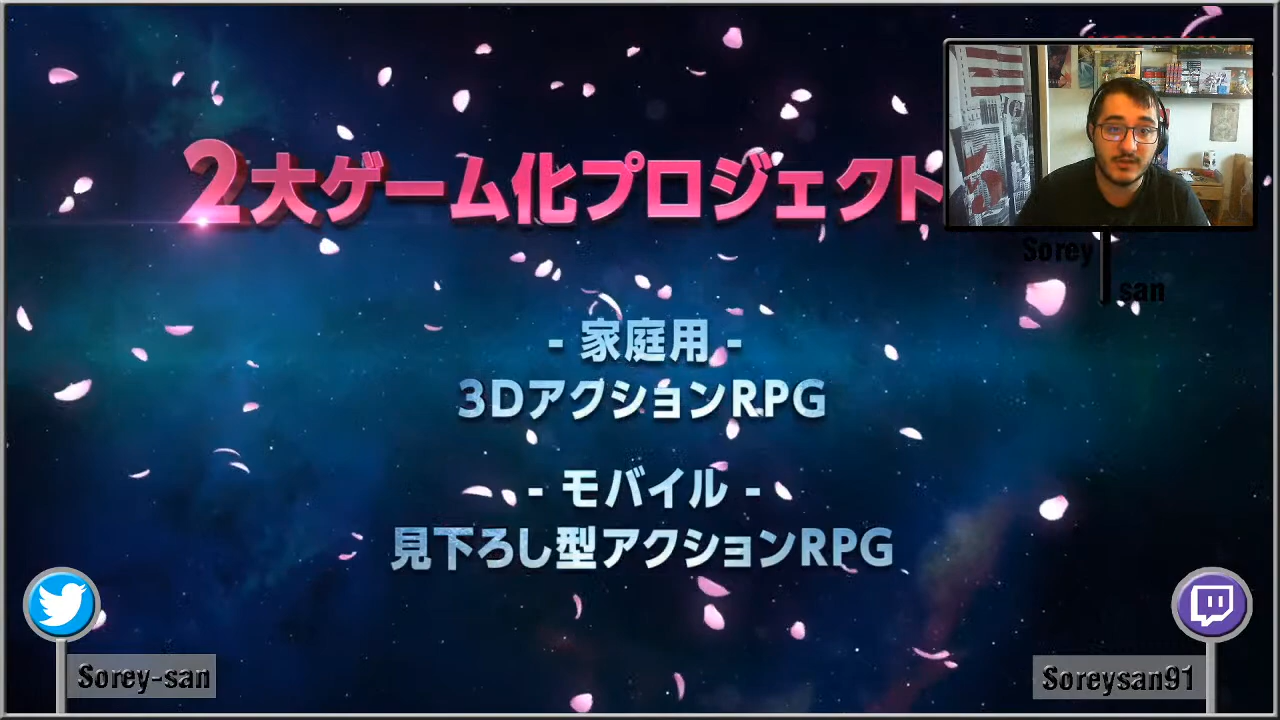 2大ゲーム化プロジェクト
- 家庭用 -
3DアクションRPG
- モバイル -
見下ろし型アクションRPG
Sorey
san
Sorey-san
Soreysan91